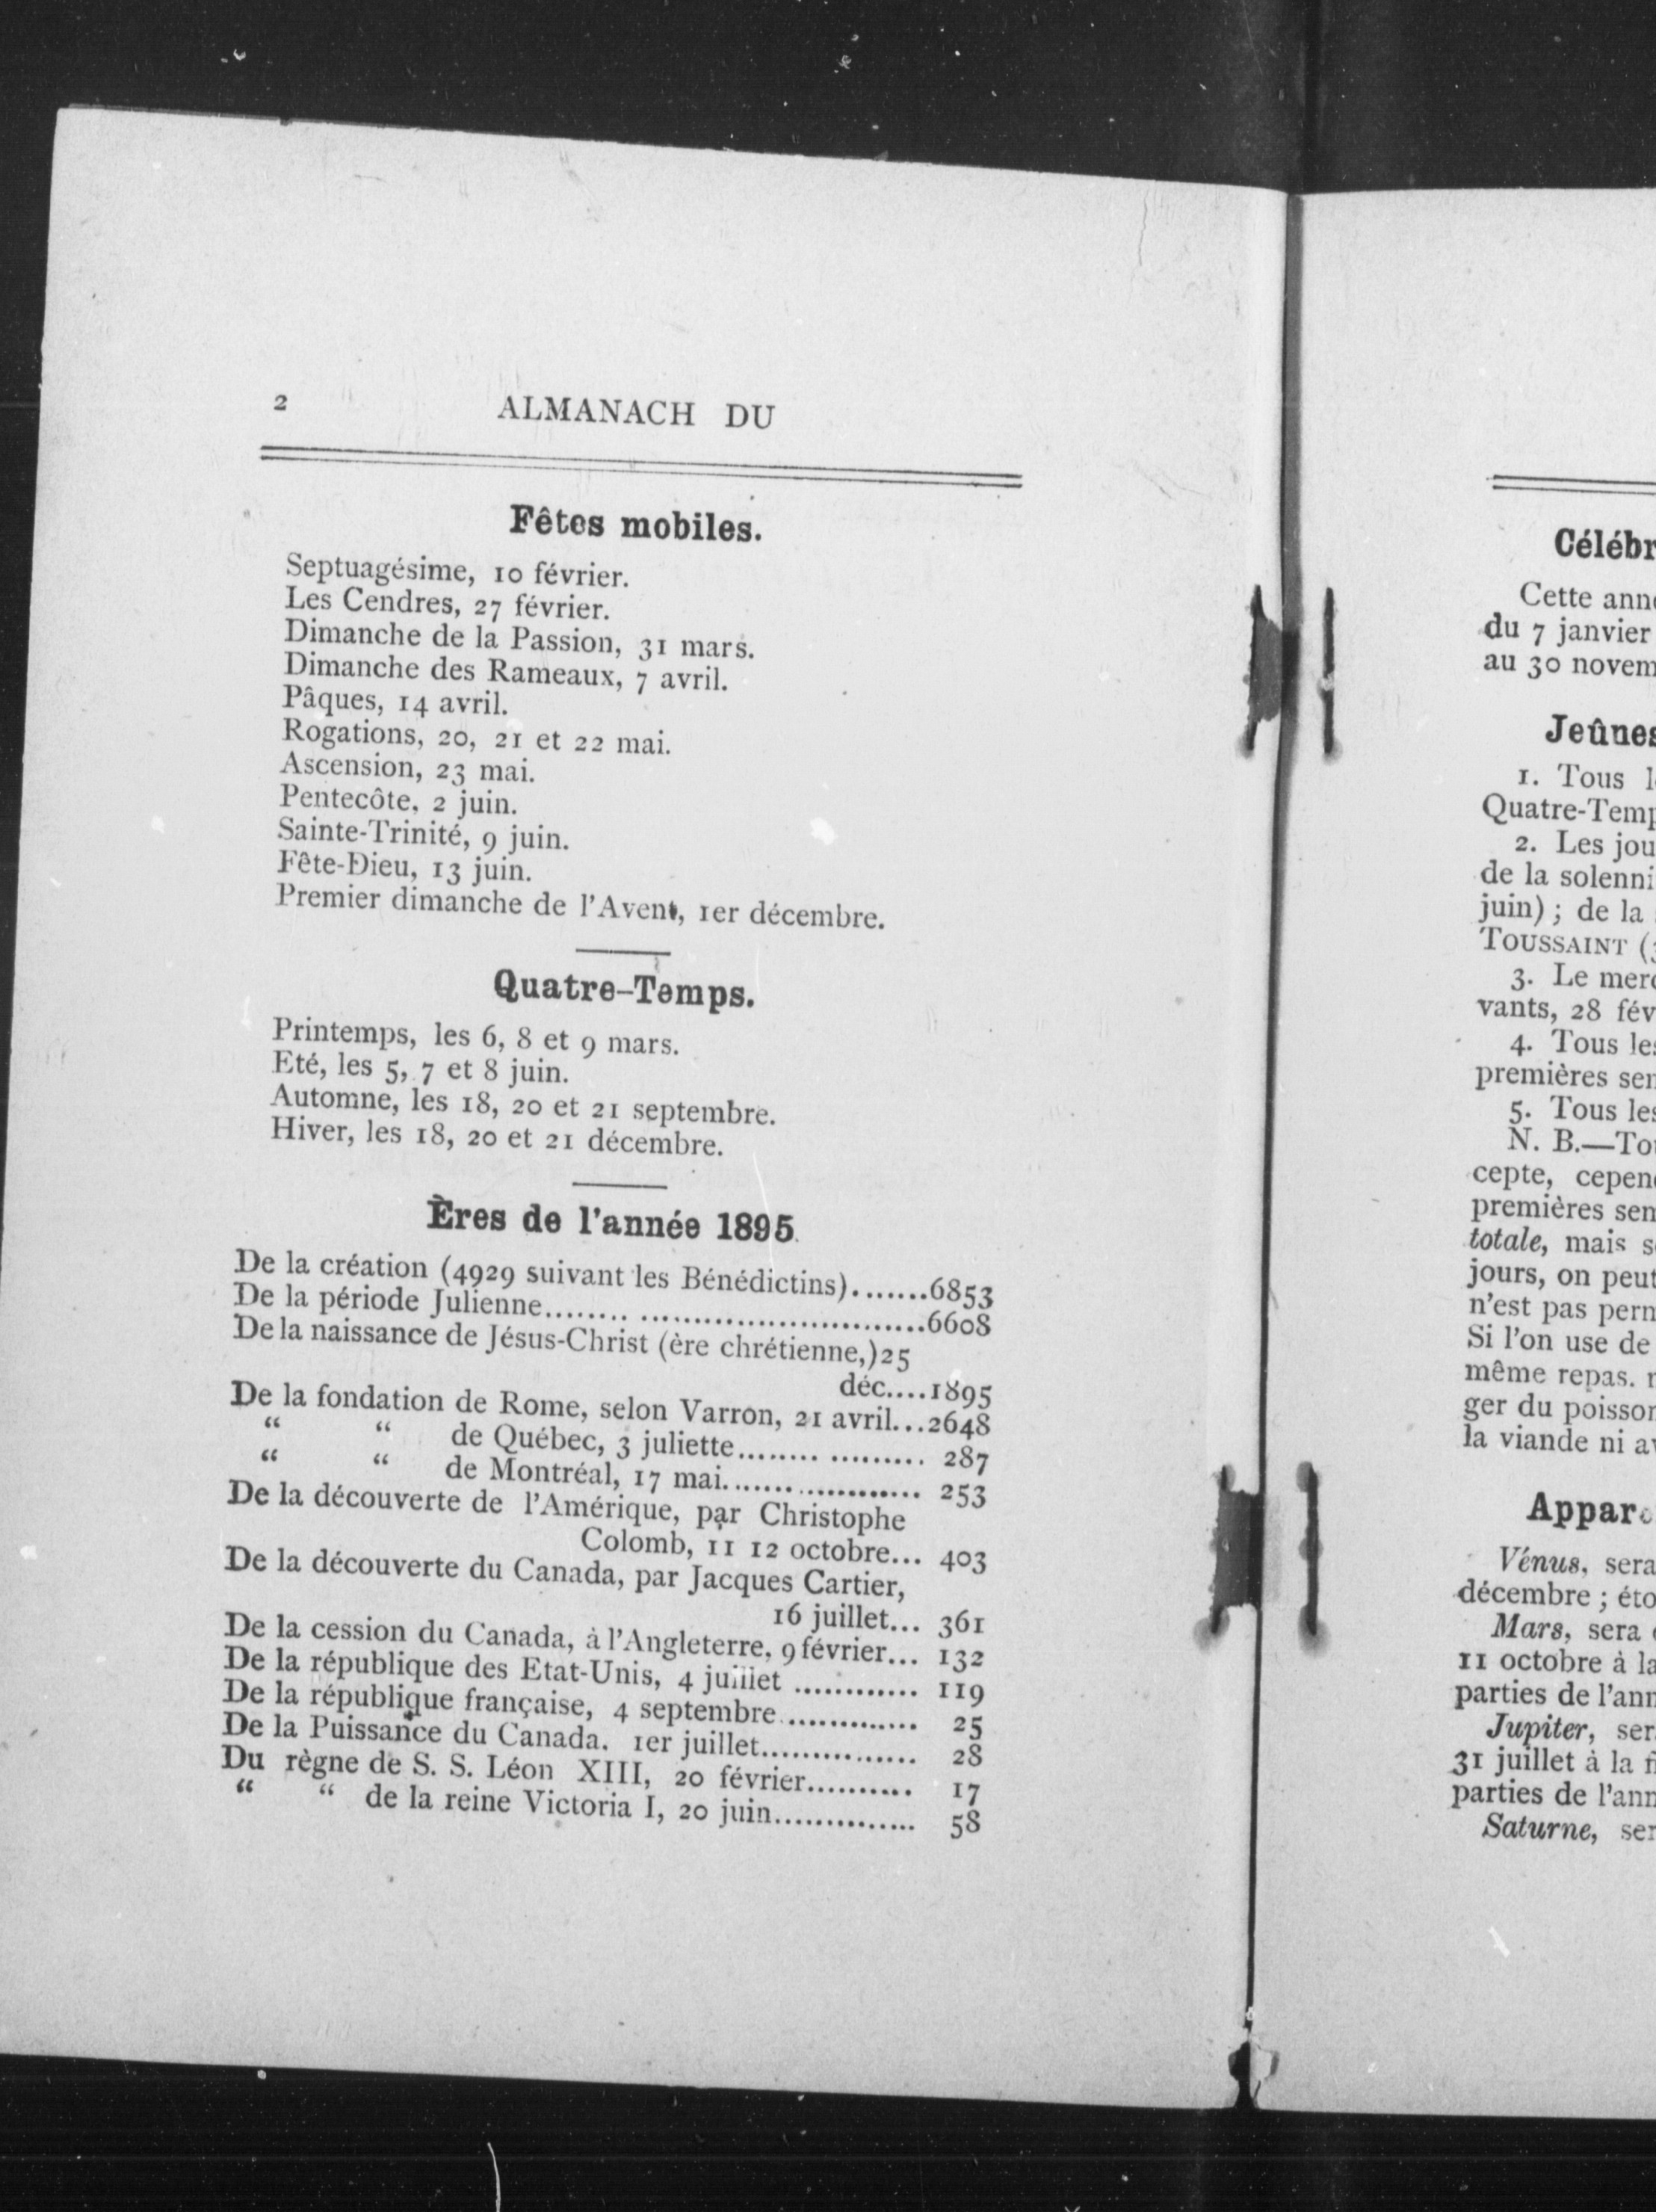 2 ALMANACH DU
Fêtes mobiles.
Septuagésime, 10 février.
Les Cendres, 27 février.
Dimanche de la Passion, 31 mars.
Dimanche des Rameaux, 7 avril.
Pâques, 14 avril.
Rogations, 20, 21 et 22 mai.
Ascension, 23 mai.
Pentecôte, 2 juin.
Sainte-Trinité, 9 juin.
Fête-Dieu, 13 juin.
Premier dimanche de l'Avent, 1er décembre.
Quatre-Temps.
Printemps, les 6, 8 et 9 mars.
Eté, les 5, 7 et 8 juin.
Automne, les 18, 20 et 21 septembre.
Hiver, les 18, 20 et 21 décembre.
Ères de l'année 1895
De la création (4929 suivant les Bénédictins).......6853
De la période Julienne..................................6608
De la naissance de Jésus-Christ (ère chrétienne,)25
déc....1895
De la fondation de Rome, selon Varron, 21 avril...2648
“ “ de Québec, 3 juliette................. 287
“ “ de Montréal, 17 mai................... 253
De la découverte de l'Amérique, par Christophe
Colomb, 11 12 octobre... 403
De la découverte du Canada, par Jacques Cartier,
16 juillet... 361
De la cession du Canada, à l'Angleterre, 9 février... 132
De la république des Etat-Unis, 4 juillet ............ 119
De la république française, 4 septembre............. 25
De la Puissance du Canada. 1er juillet............... 28
Du règne de S. S. Léon XIII, 20 février.......... 17
“ “ de la reine Victoria I, 20 juin............... 58
Célébr
Cette anné
du 7 janvier
au 30 novem
Jeûnes
1. Tous l
Quatre-Temp
2. Les jou
de la solenni
juin) ; de la
TOUSSAINT (
3. Le merc
vants, 28 fév
4. Tous les
premières sem
5. Tous les
N. B.—Tou
cepte, cepen
premières sem
totale, mais s
jours, on peut
n'est pas perm
Si l'on use de
même repas.
ger du poisson
la viande ni av
Appar
Vénus, sera
décembre ; éto
Mars, sera
11 octobre à la
parties de l'ann
Jupiter, ser
31 juillet à la f
parties de l'ann
Saturne, ser